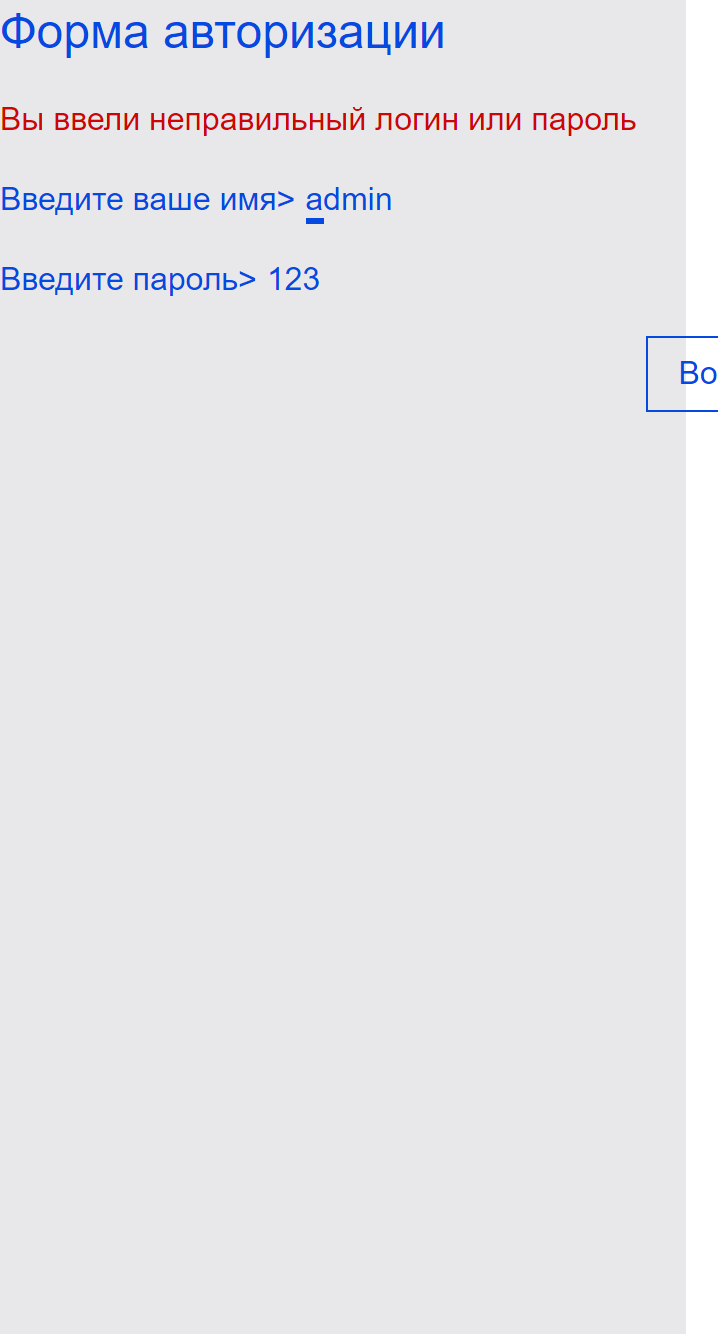 Форма авторизации
Вы ввели неправильный логин или пароль
Введите ваше имя> admin
Введите пароль> 123
Во